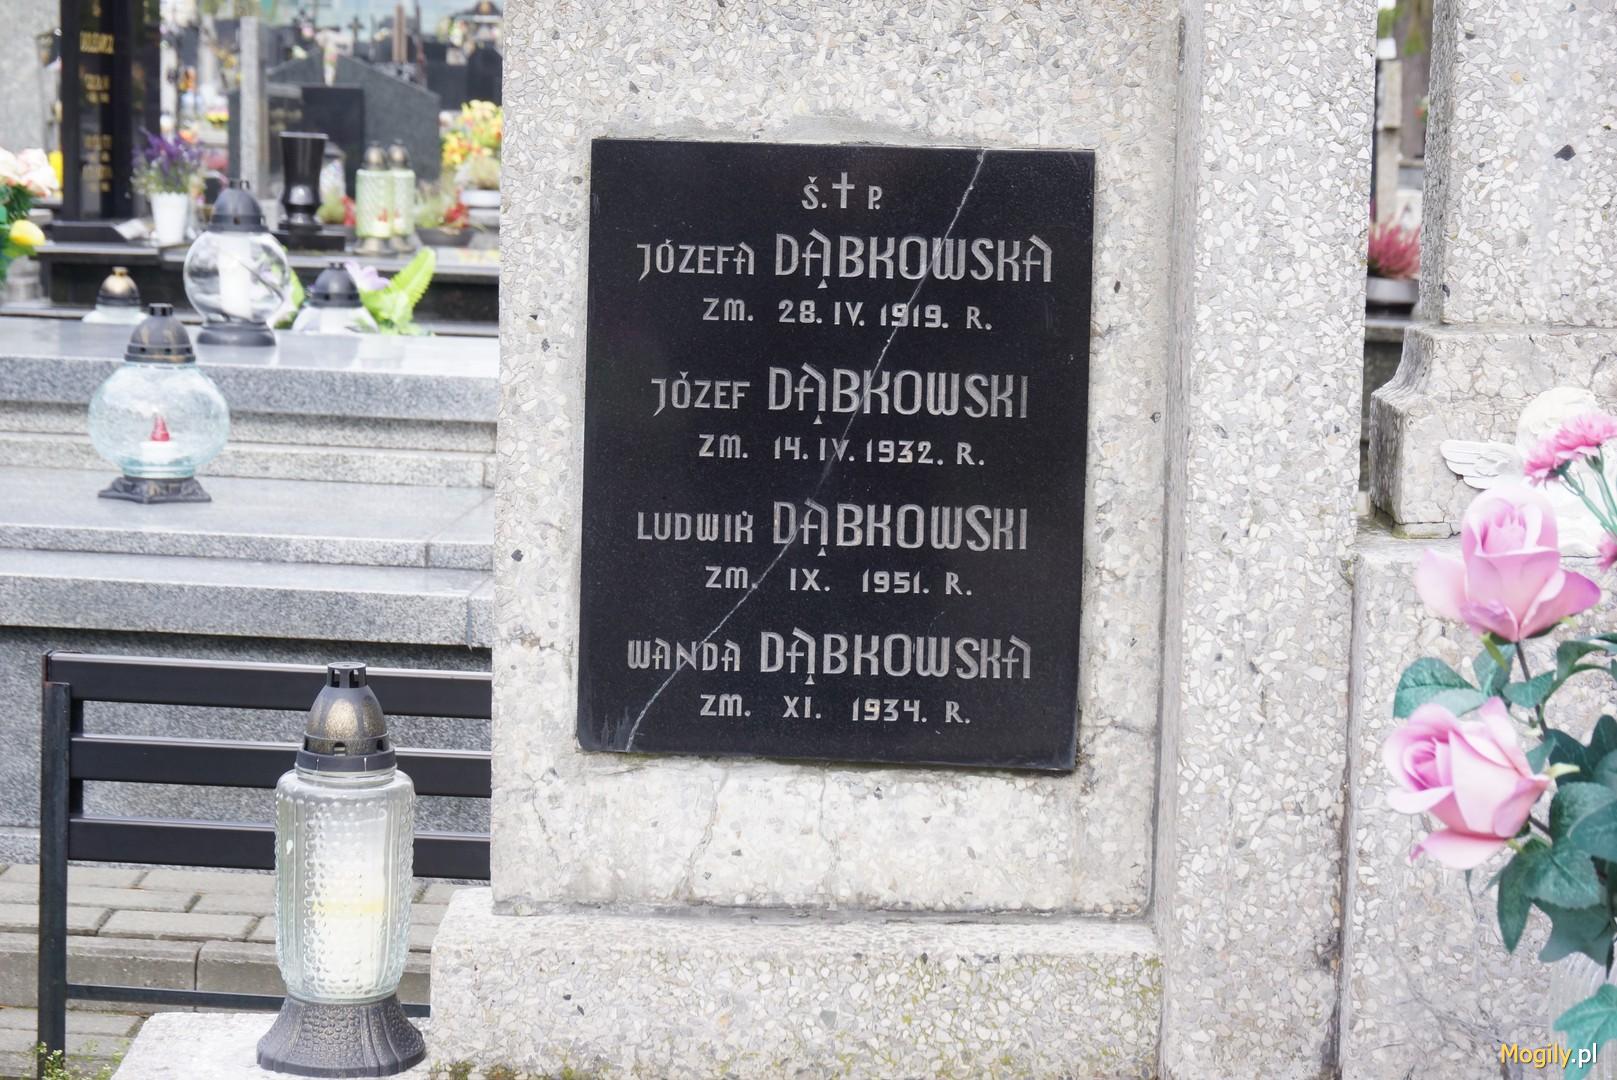 Ś.✝P.
JÓZEFA DĄBKOWSKA
ZM. 28. IV. 1919. R.
JÓZEF DĄBKOWSKI
ZM. 14. IV. 1932. R.
LUDWIK DĄBKOWSKI
ZM. IX. 1951. R.
WANDA DĄBKOWSKA
ZM. XI. 1934. R.
Mogily.pl